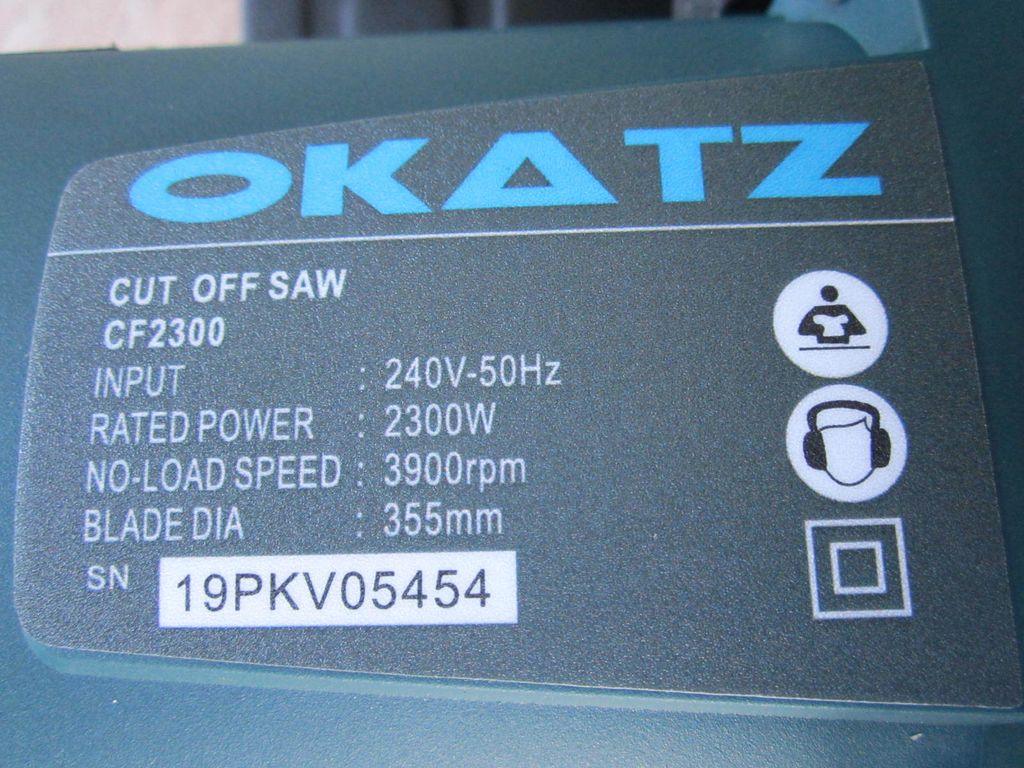 OKATZ
CUT OFF SAW
CF2300
INPUT : 240V-50Hz
RATED POWER : 2300W
NO-LOAD SPEED : 3900rpm
BLADE DIA : 355mm
SN 19PKV05454